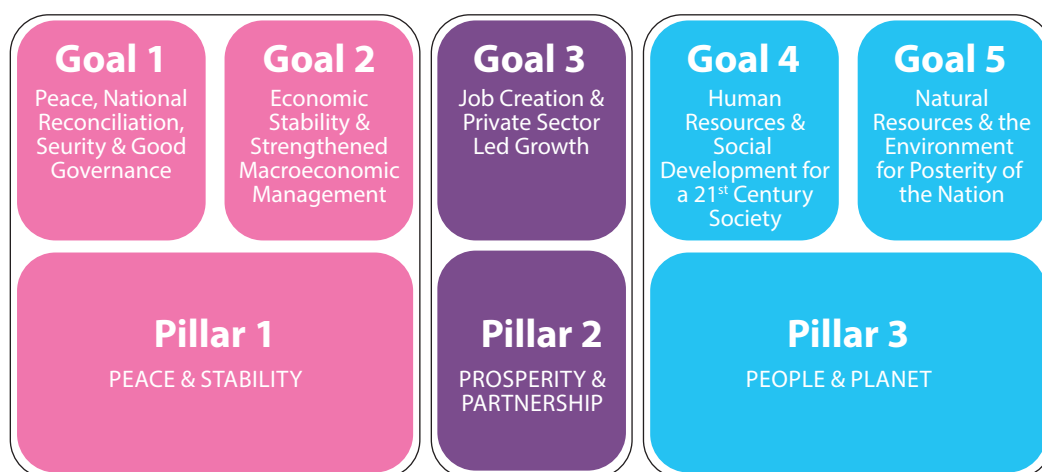 Goal 1
Peace, National
Reconciliation,
Seurity & Good
Governance
Goal 2
Economic
Stability &
Strengthened
Macroeconomic
Management
Goal 3
Job Creation &
Private Sector
Led Growth
Goal 4
Human
Resources &
Social
Development for
a 21st Century
Society
Goal 5
Natural
Resources & the
Environment
for Posterity of
the Nation
Pillar 1
PEACE & STABILITY
Pillar 2
PROSPERITY &
PARTNERSHIP
Pillar 3
PEOPLE & PLANET